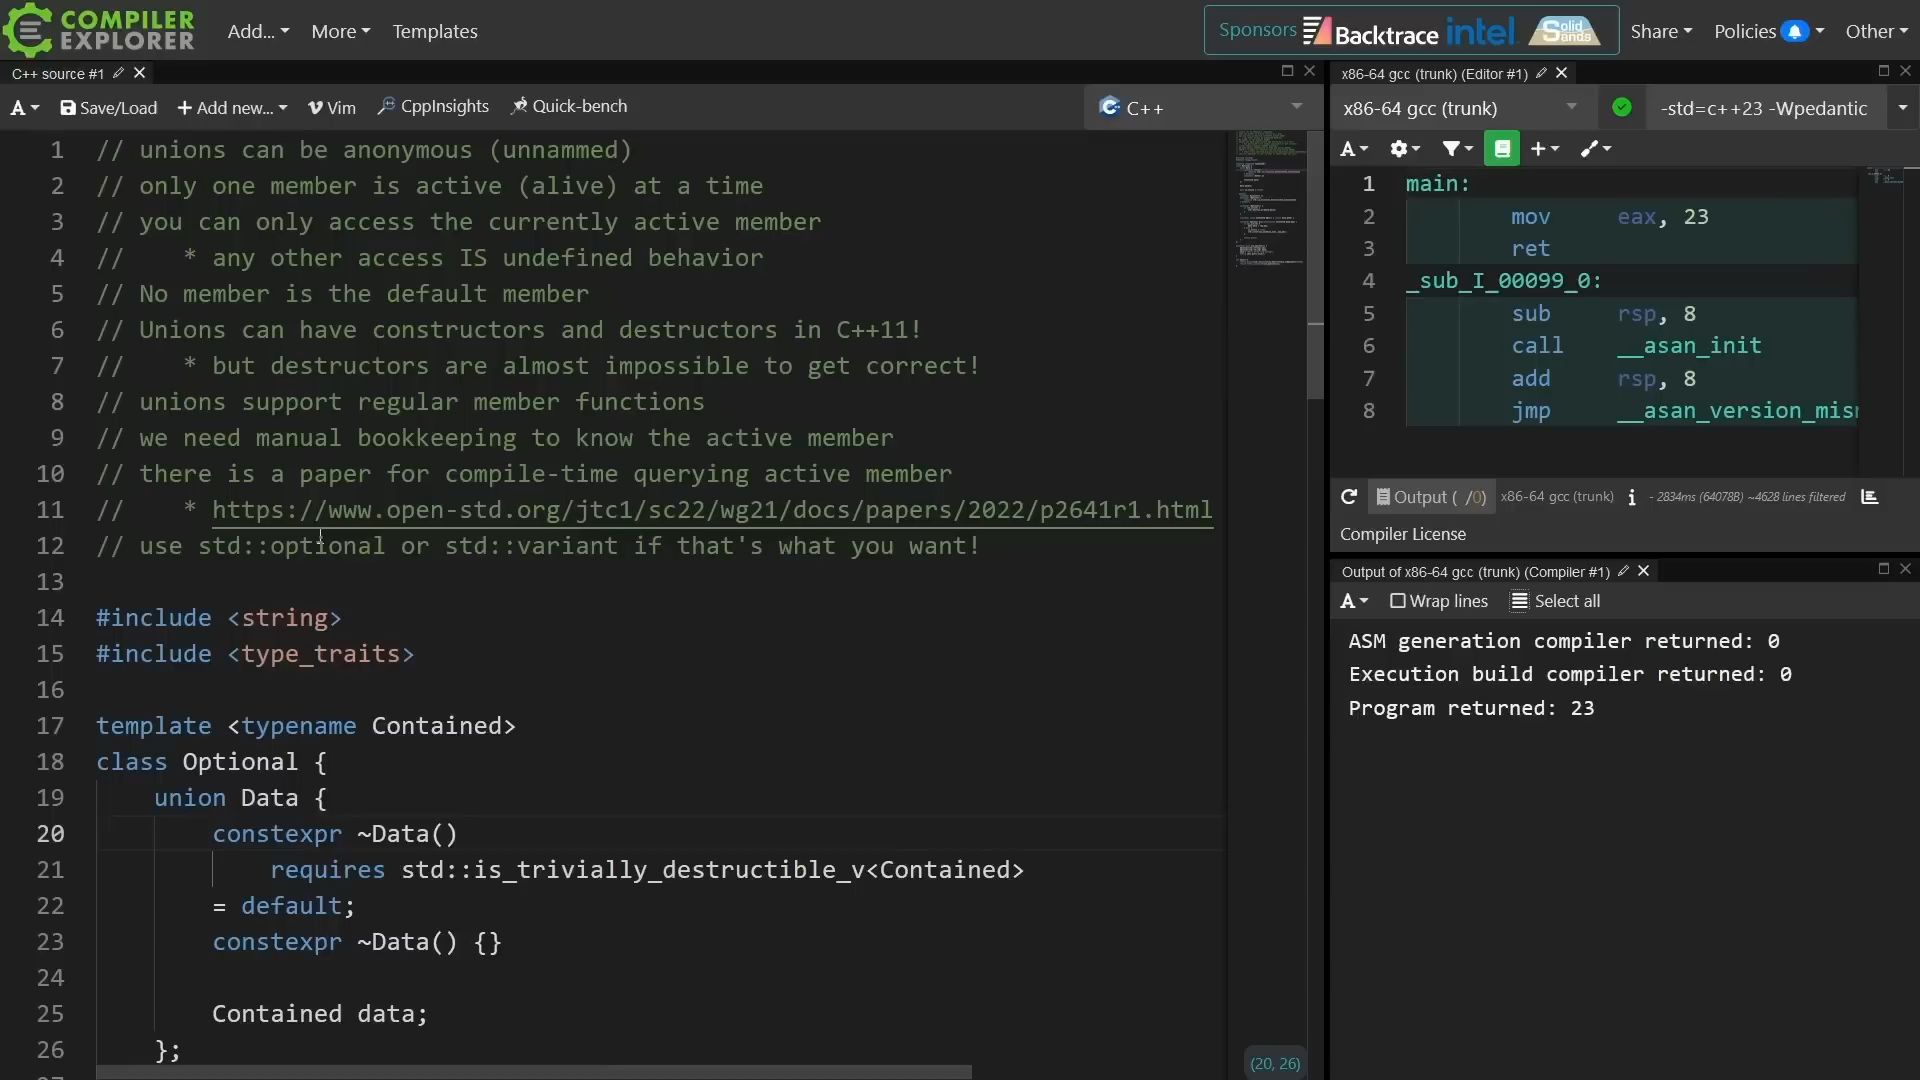 COMPILER EXPLORER
Add... More Templates
Sponsors Backtrace intel Solid Sands Share Policies Other
C++ source #1
A Save/Load + Add new... Vim CppInsights Quick-bench C++
1 // unions can be anonymous (unnammed)
2 // only one member is active (alive) at a time
3 // you can only access the currently active member
4 //    * any other access IS undefined behavior
5 // No member is the default member
6 // Unions can have constructors and destructors in C++11!
7 //    * but destructors are almost impossible to get correct!
8 // unions support regular member functions
9 // we need manual bookkeeping to know the active member
10 // there is a paper for compile-time querying active member
11 //    * https://www.open-std.org/jtc1/sc22/wg21/docs/papers/2022/p2641r1.html
12 // use std::optional or std::variant if that's what you want!
13
14 #include <string>
15 #include <type_traits>
16
17 template <typename Contained>
18 class Optional {
19     union Data {
20         constexpr ~Data()
21             requires std::is_trivially_destructible_v<Contained>
22         = default;
23         constexpr ~Data() {}
24
25         Contained data;
26     };
(20, 26)
x86-64 gcc (trunk) (Editor #1)
x86-64 gcc (trunk) -std=c++23 -Wpedantic
A +
1 main:
2         mov     eax, 23
3         ret
4 _sub_I_00099_0:
5         sub     rsp, 8
6         call    __asan_init
7         add     rsp, 8
8         jmp     __asan_version_mis
Output ( /0) x86-64 gcc (trunk) i - 2834ms (64078B) ~4628 lines filtered
Compiler License
Output of x86-64 gcc (trunk) (Compiler #1)
A Wrap lines Select all
ASM generation compiler returned: 0
Execution build compiler returned: 0
Program returned: 23